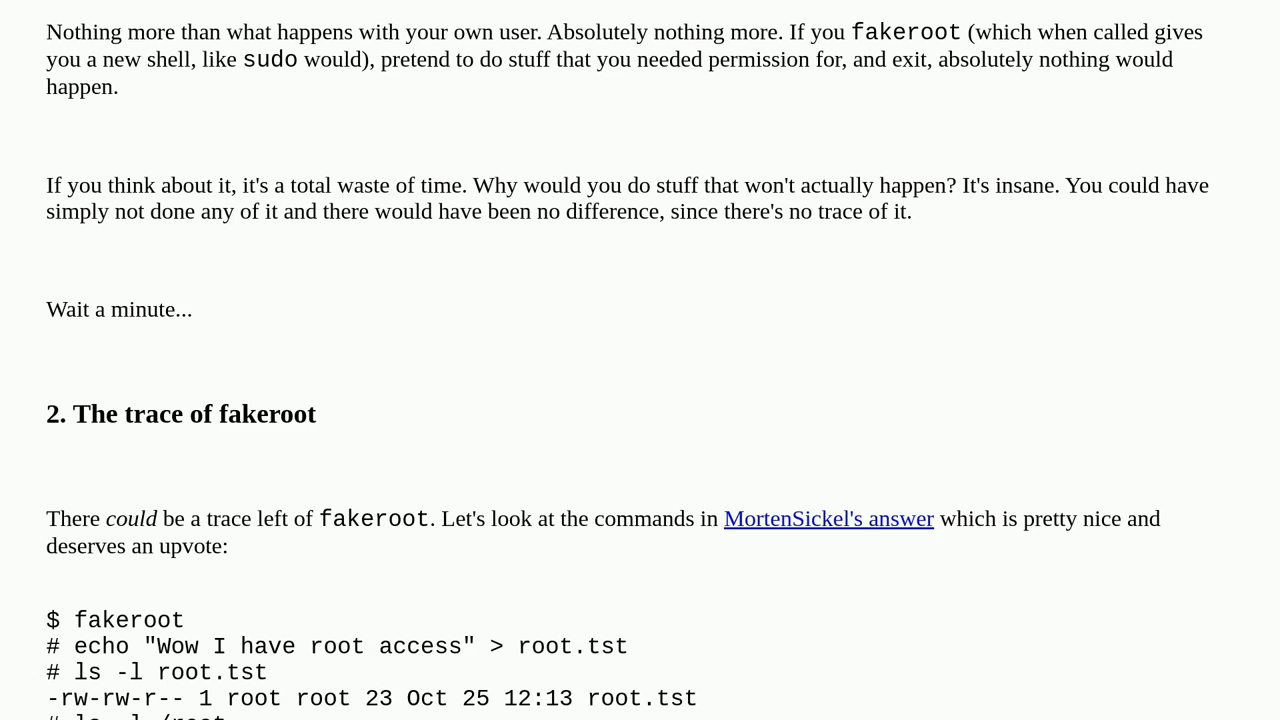 Nothing more than what happens with your own user. Absolutely nothing more. If you fakeroot (which when called gives
you a new shell, like sudo would), pretend to do stuff that you needed permission for, and exit, absolutely nothing would
happen.
If you think about it, it's a total waste of time. Why would you do stuff that won't actually happen? It's insane. You could have
simply not done any of it and there would have been no difference, since there's no trace of it.
Wait a minute...
2. The trace of fakeroot
There could be a trace left of fakeroot. Let's look at the commands in MortenSickel's answer which is pretty nice and
deserves an upvote:
$ fakeroot
# echo "Wow I have root access" > root.tst
# ls -l root.tst
-rw-rw-r-- 1 root root 23 Oct 25 12:13 root.tst
# ls -l /root